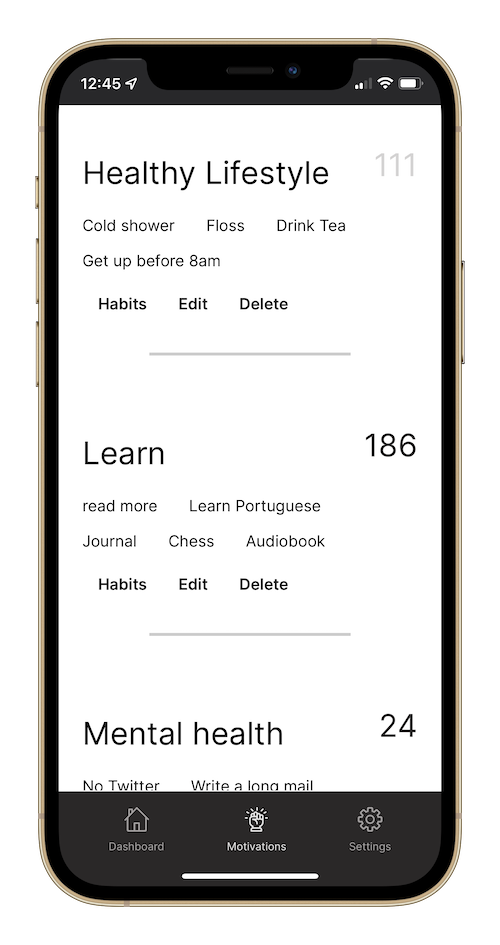 12:45
Healthy Lifestyle 111
Cold shower Floss Drink Tea
Get up before 8am
Habits Edit Delete
Learn 186
read more Learn Portuguese
Journal Chess Audiobook
Habits Edit Delete
Mental health 24
No Twitter Write a long mail
Dashboard Motivations Settings